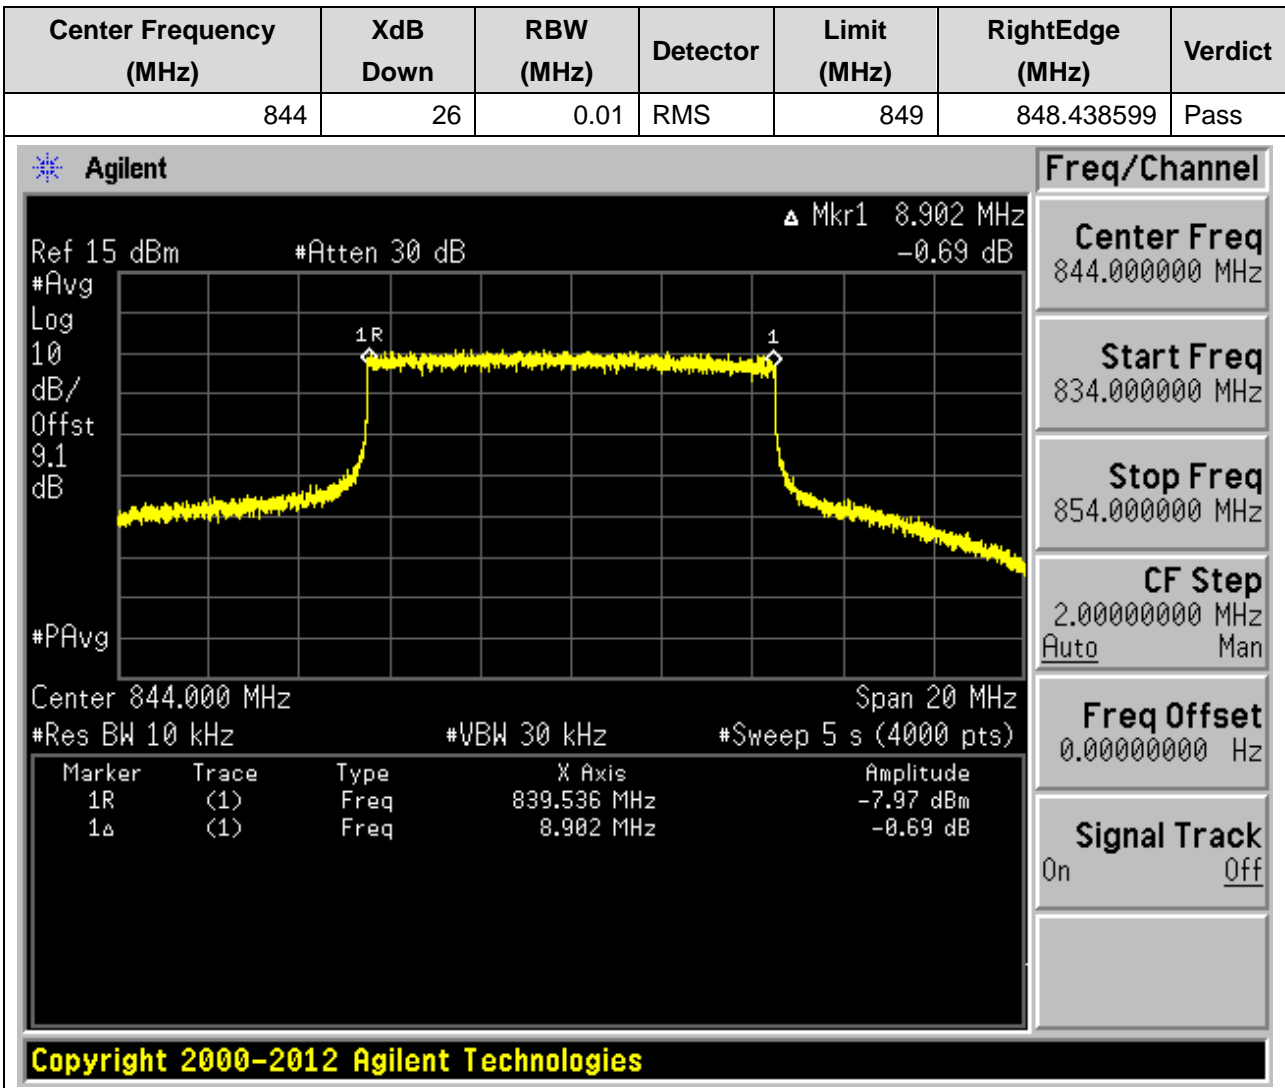 Center Frequency (MHz) XdB Down RBW (MHz) Detector Limit (MHz) RightEdge (MHz) Verdict
844 26 0.01 RMS 849 848.438599 Pass
Agilent
Freq/Channel
Δ Mkr1 8.902 MHz
Ref 15 dBm #Atten 30 dB -0.69 dB
#Avg
Log
10
dB/
Offst
9.1
dB
#PAvg
1R
1
Center 844.000 MHz Span 20 MHz
#Res BW 10 kHz #VBW 30 kHz #Sweep 5 s (4000 pts)
Marker Trace Type X Axis Amplitude
1R (1) Freq 839.536 MHz -7.97 dBm
1Δ (1) Freq 8.902 MHz -0.69 dB
Center Freq
844.000000 MHz
Start Freq
834.000000 MHz
Stop Freq
854.000000 MHz
CF Step
2.00000000 MHz
Auto Man
Freq Offset
0.00000000 Hz
Signal Track
On Off
Copyright 2000-2012 Agilent Technologies